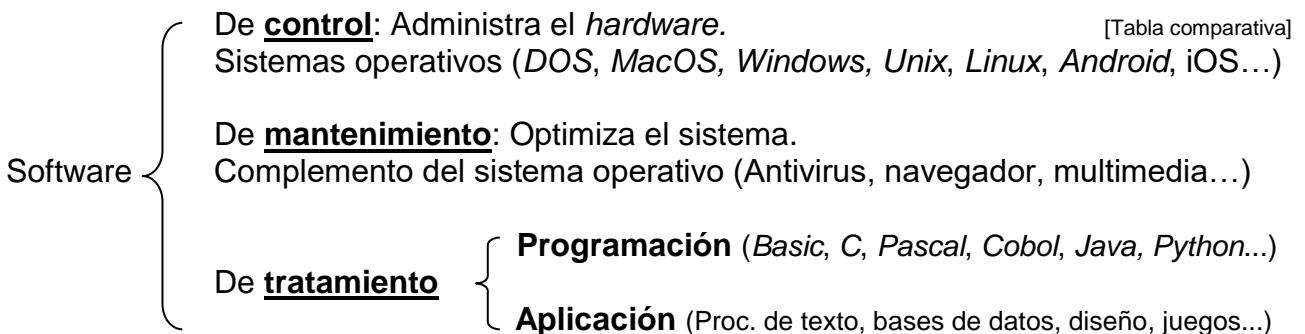 De control: Administra el hardware. [Tabla comparativa]
Sistemas operativos (DOS, MacOS, Windows, Unix, Linux, Android, iOS…)
De mantenimiento: Optimiza el sistema.
Software Complemento del sistema operativo (Antivirus, navegador, multimedia…)
Programación (Basic, C, Pascal, Cobol, Java, Python...)
De tratamiento
Aplicación (Proc. de texto, bases de datos, diseño, juegos...)